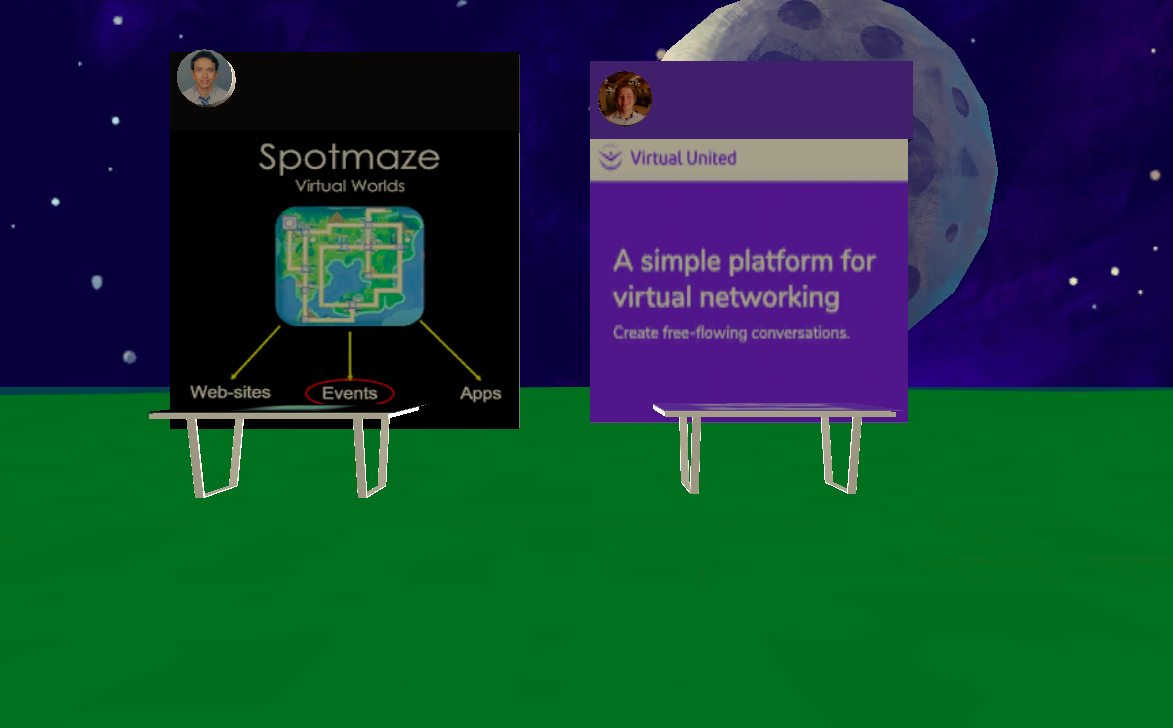 Spotmaze
Virtual Worlds
Web-sites
Events
Apps
Virtual United
A simple platform for
virtual networking
Create free-flowing conversations.